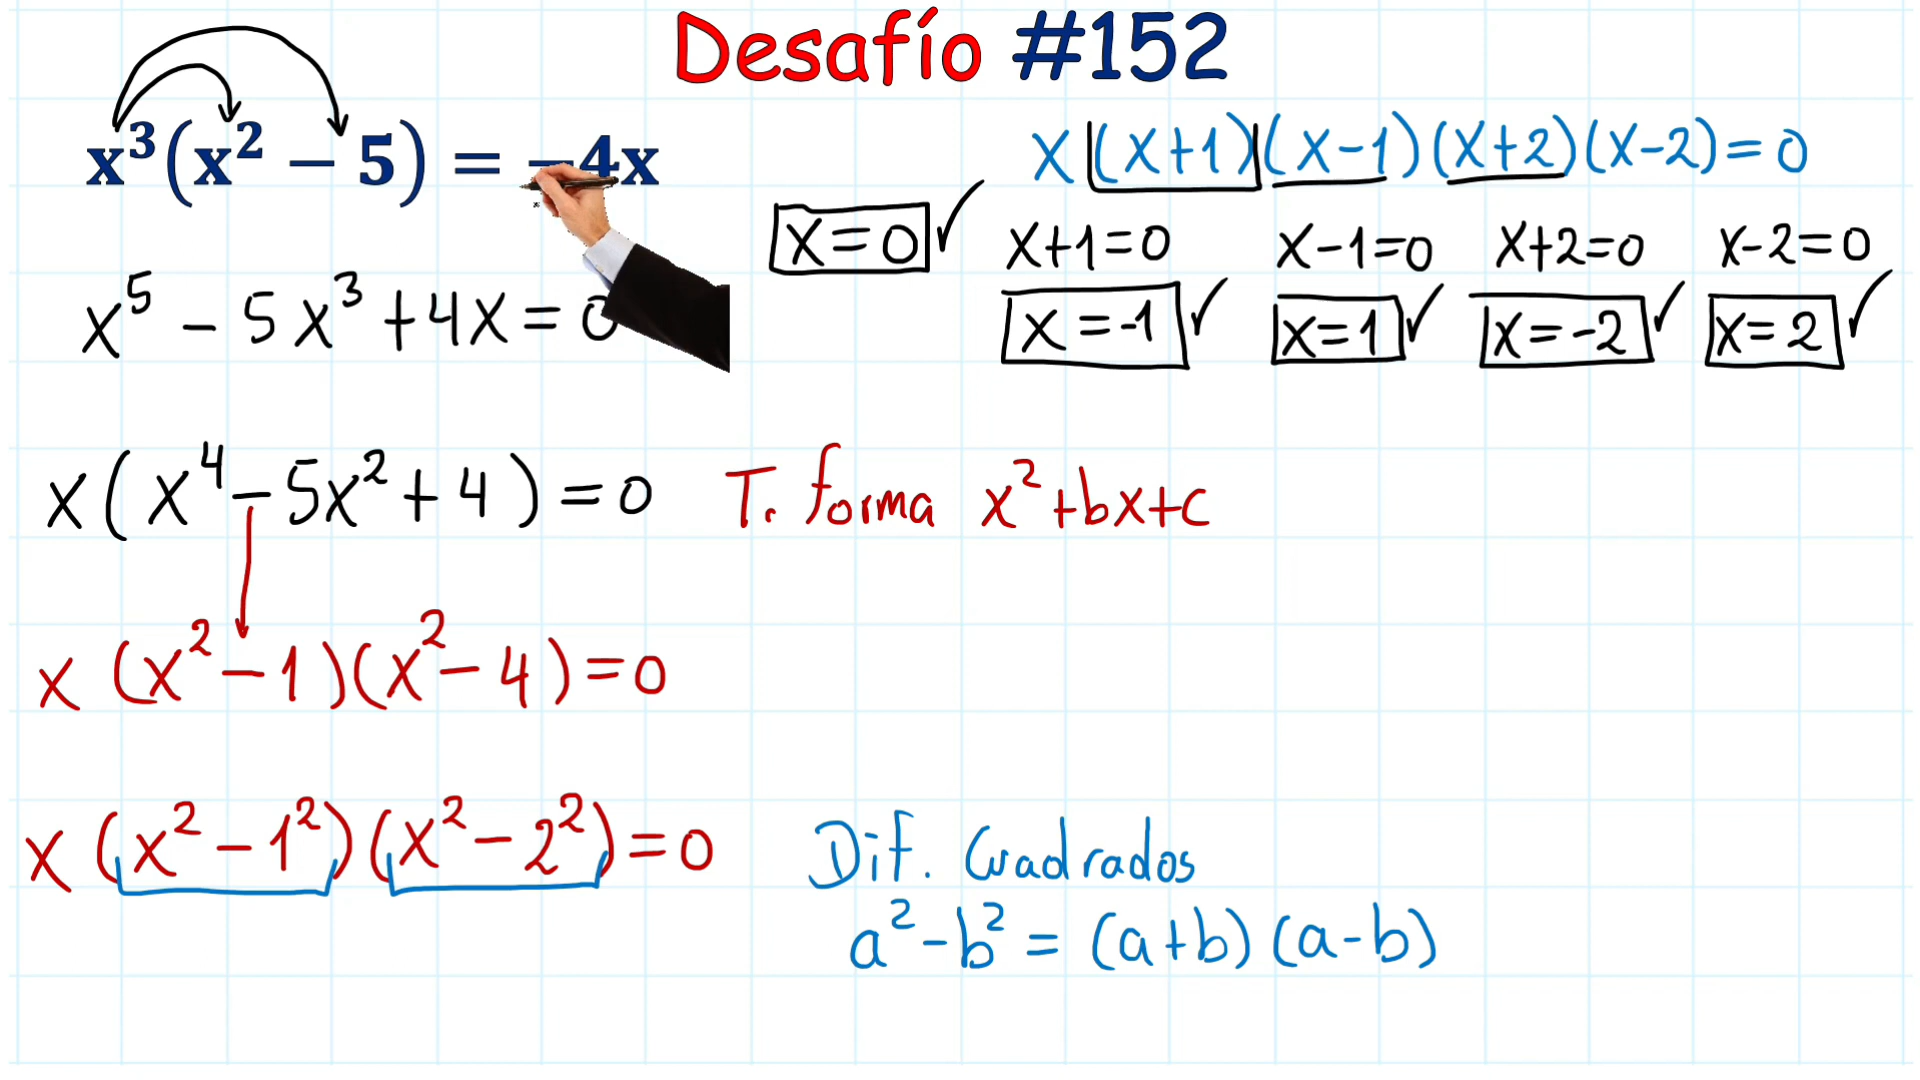 Desafío #152
x³(x² − 5) = −4x
x⁵ − 5x³ + 4x = 0
x(x⁴ − 5x² + 4) = 0 T. forma x² + bx + c
x (x² − 1)(x² − 4) = 0
x (x² − 1²)(x² − 2²) = 0
Dif. Cuadrados
a² − b² = (a+b) (a−b)
x (x+1)(x−1)(x+2)(x−2) = 0
x = 0 ✓ x+1=0 x−1=0 x+2=0 x−2=0
x = −1 ✓ x=1 ✓ x=−2 ✓ x=2 ✓